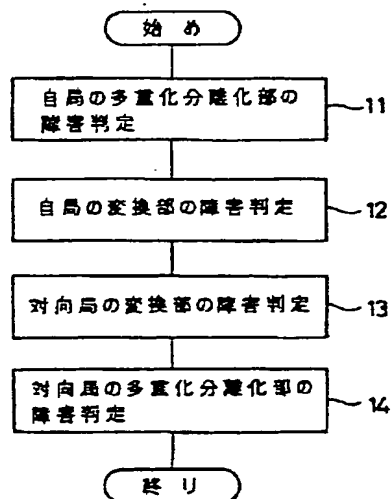 始め
自局の多重化分離化部の
障害判定
11
自局の変換部の障害判定
12
対向局の変換部の障害判定
13
対向局の多重化分離化部の
障害判定
14
終り